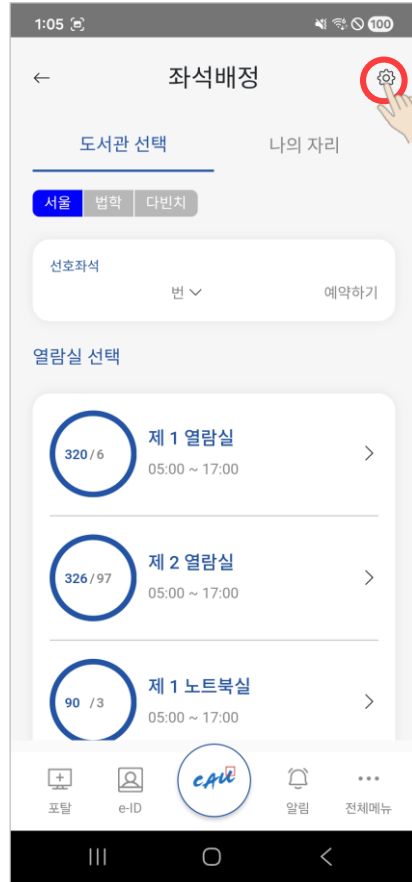 1:05
100
좌석배정
도서관 선택
나의 자리
서울 법학 다빈치
선호좌석
번
예약하기
열람실 선택
320/6
제 1 열람실
05:00 ~ 17:00
326/97
제 2 열람실
05:00 ~ 17:00
90 /3
제 1 노트북실
05:00 ~ 17:00
포탈
e-ID
CAU
알림
전체메뉴